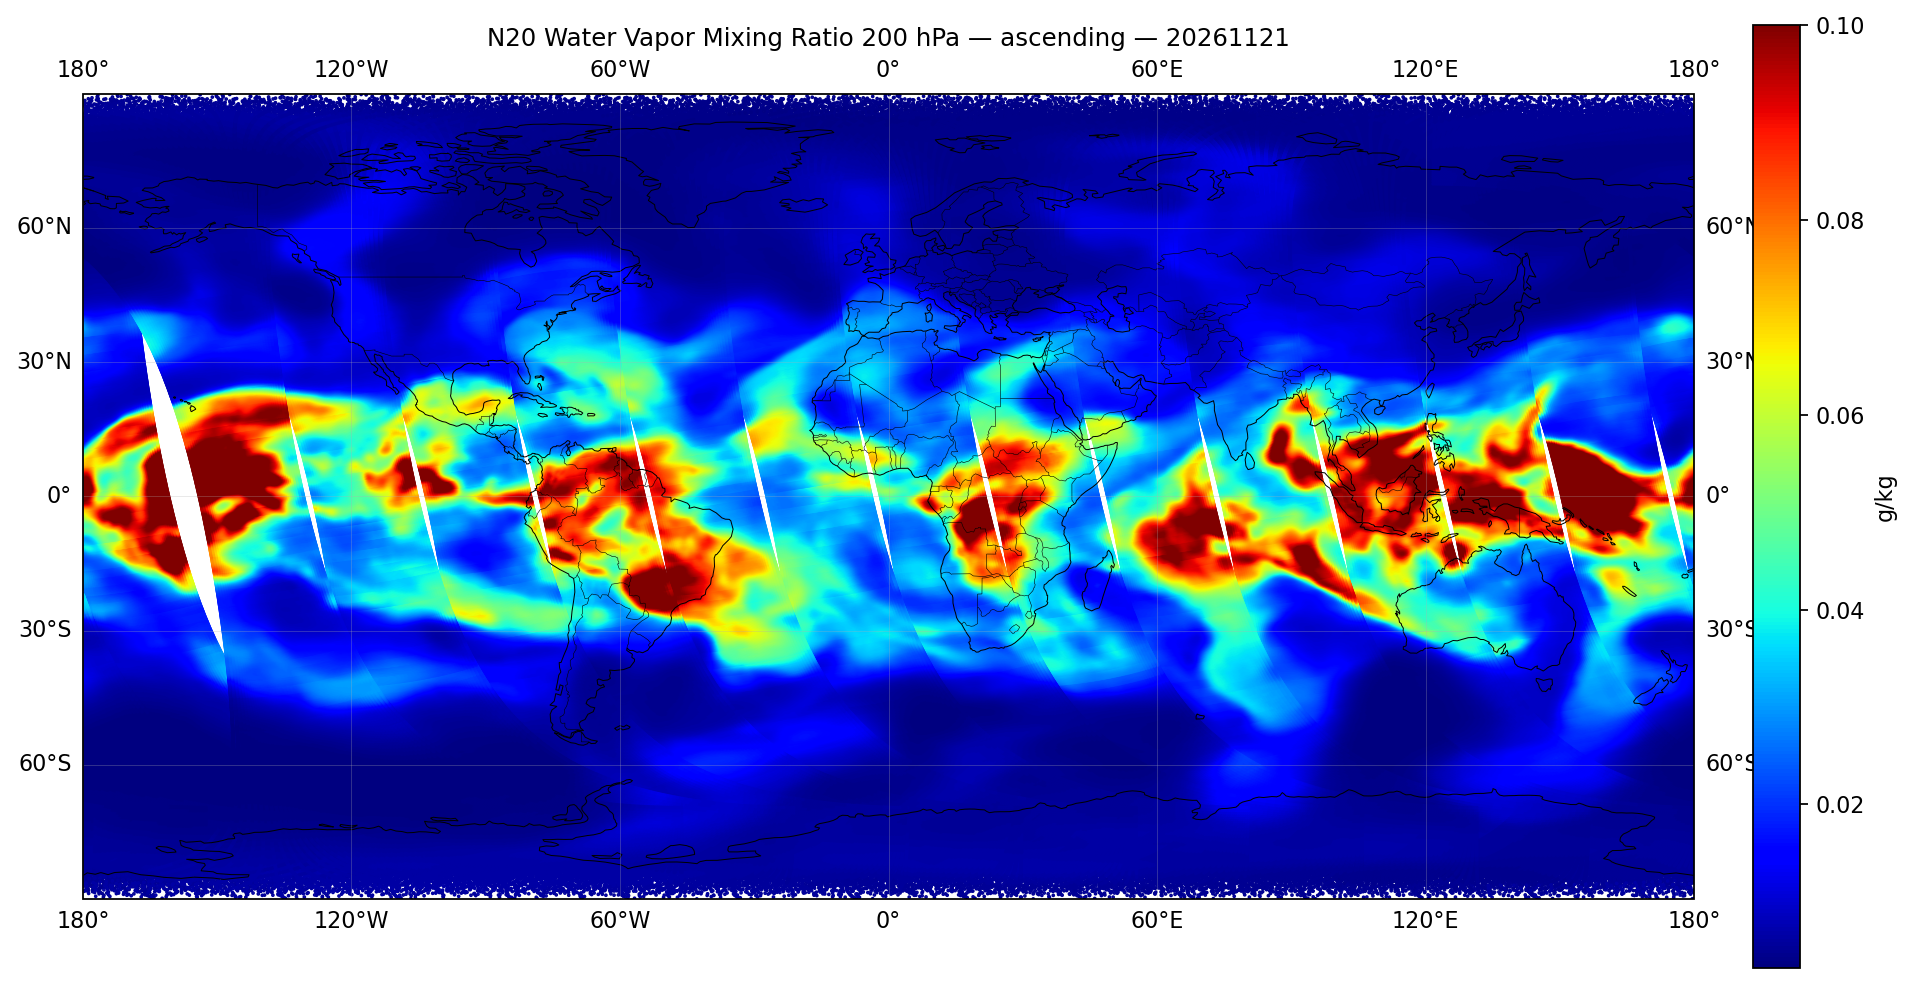 N20 Water Vapor Mixing Ratio 200 hPa — ascending — 20261121
180° 120°W 60°W 0° 60°E 120°E 180°
0.10
60°N 60°N
0.08
30°N 30°N
0.06
0° 0°
g/kg
0.04
30°S 30°S
60°S 60°S
0.02
180° 120°W 60°W 0° 60°E 120°E 180°